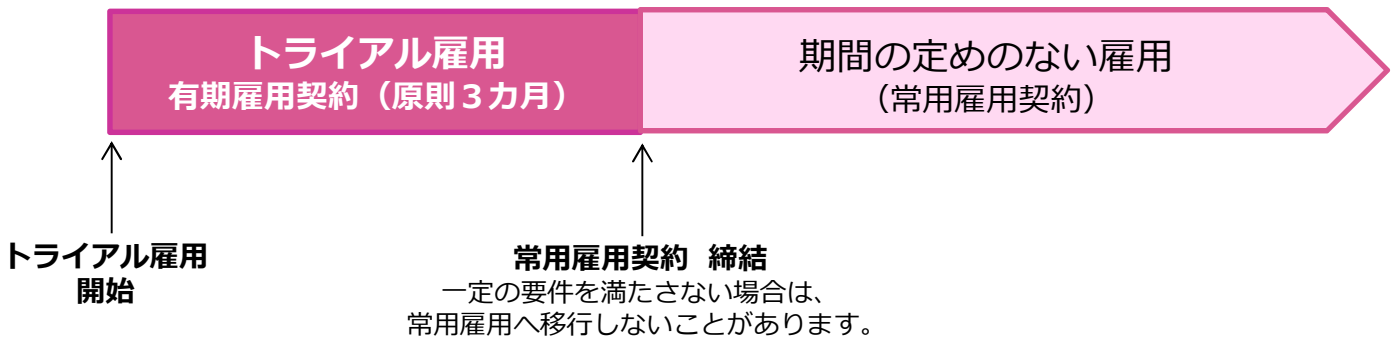 トライアル雇用
有期雇用契約（原則３カ月）
期間の定めのない雇用
（常用雇用契約）
トライアル雇用
開始
常用雇用契約 締結
一定の要件を満たさない場合は、
常用雇用へ移行しないことがあります。